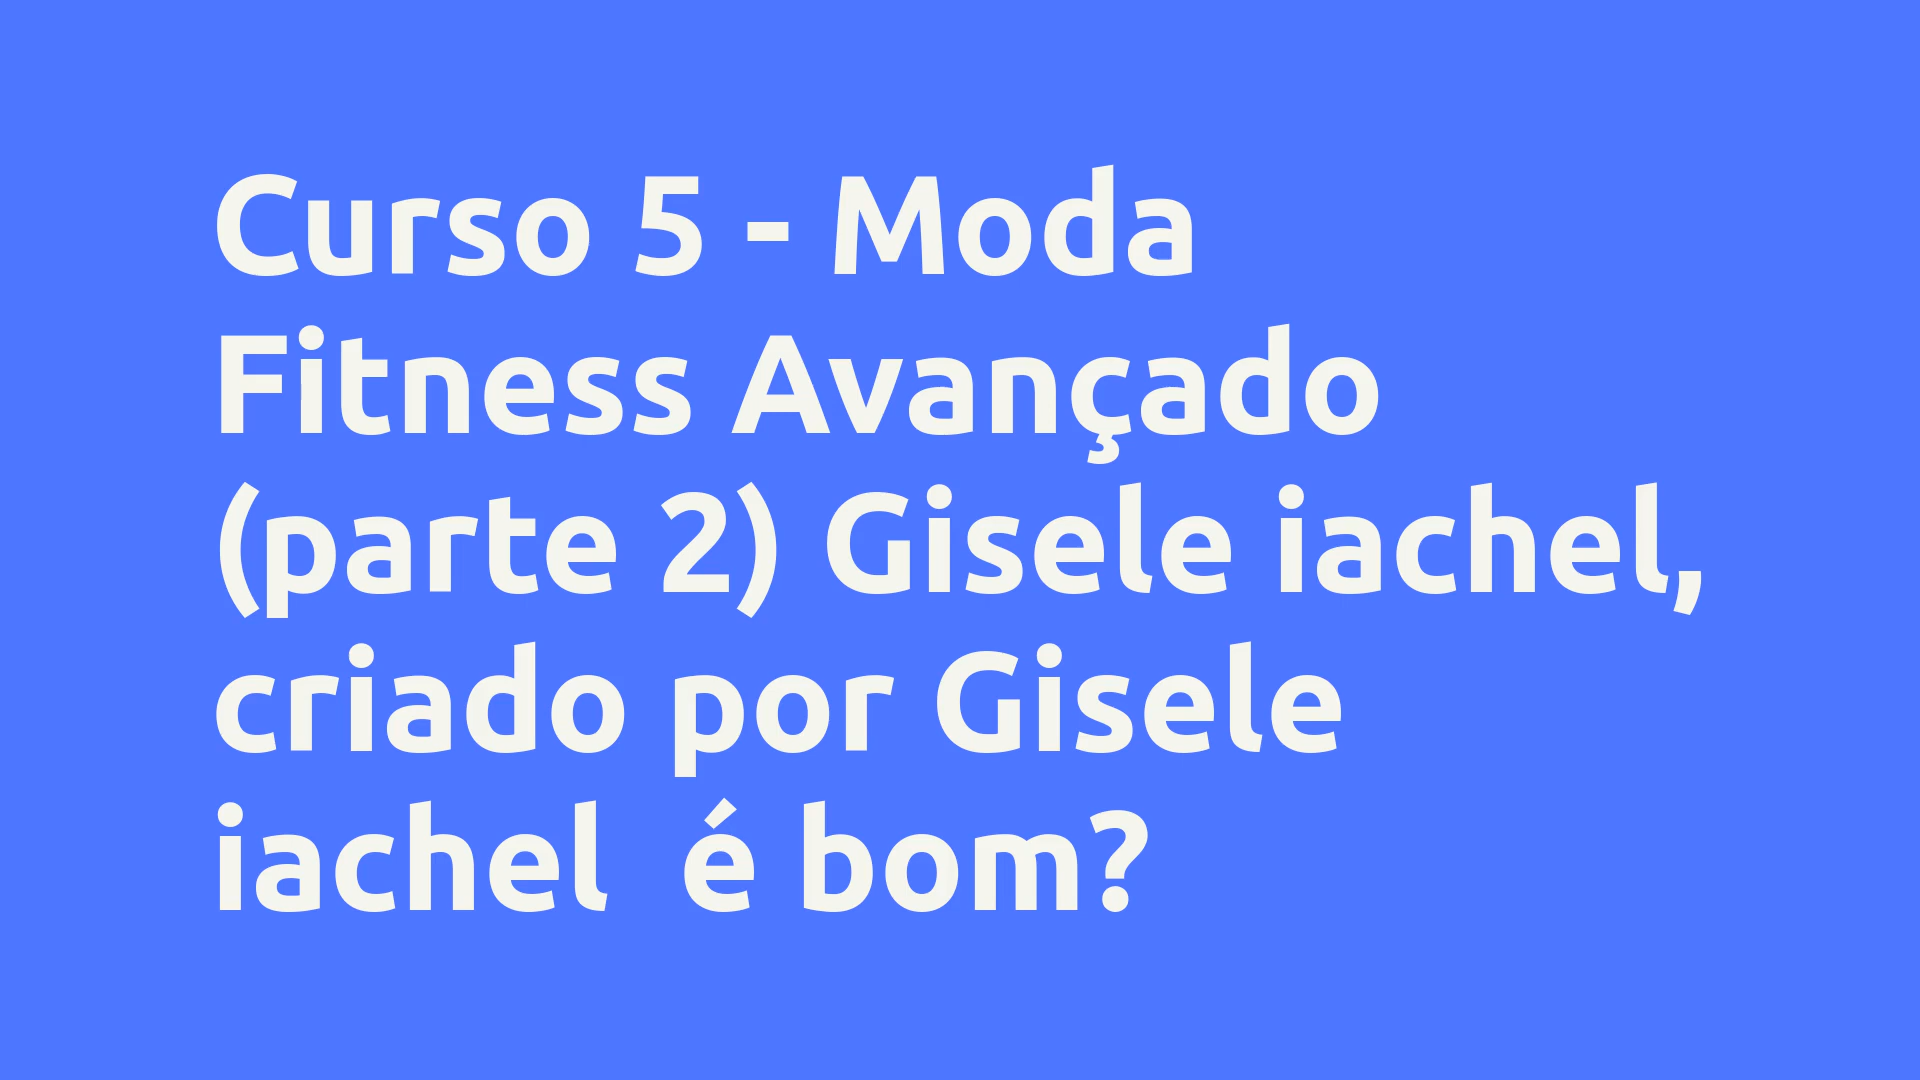 Curso 5 - Moda
Fitness Avançado
(parte 2) Gisele iachel,
criado por Gisele
iachel  é bom?